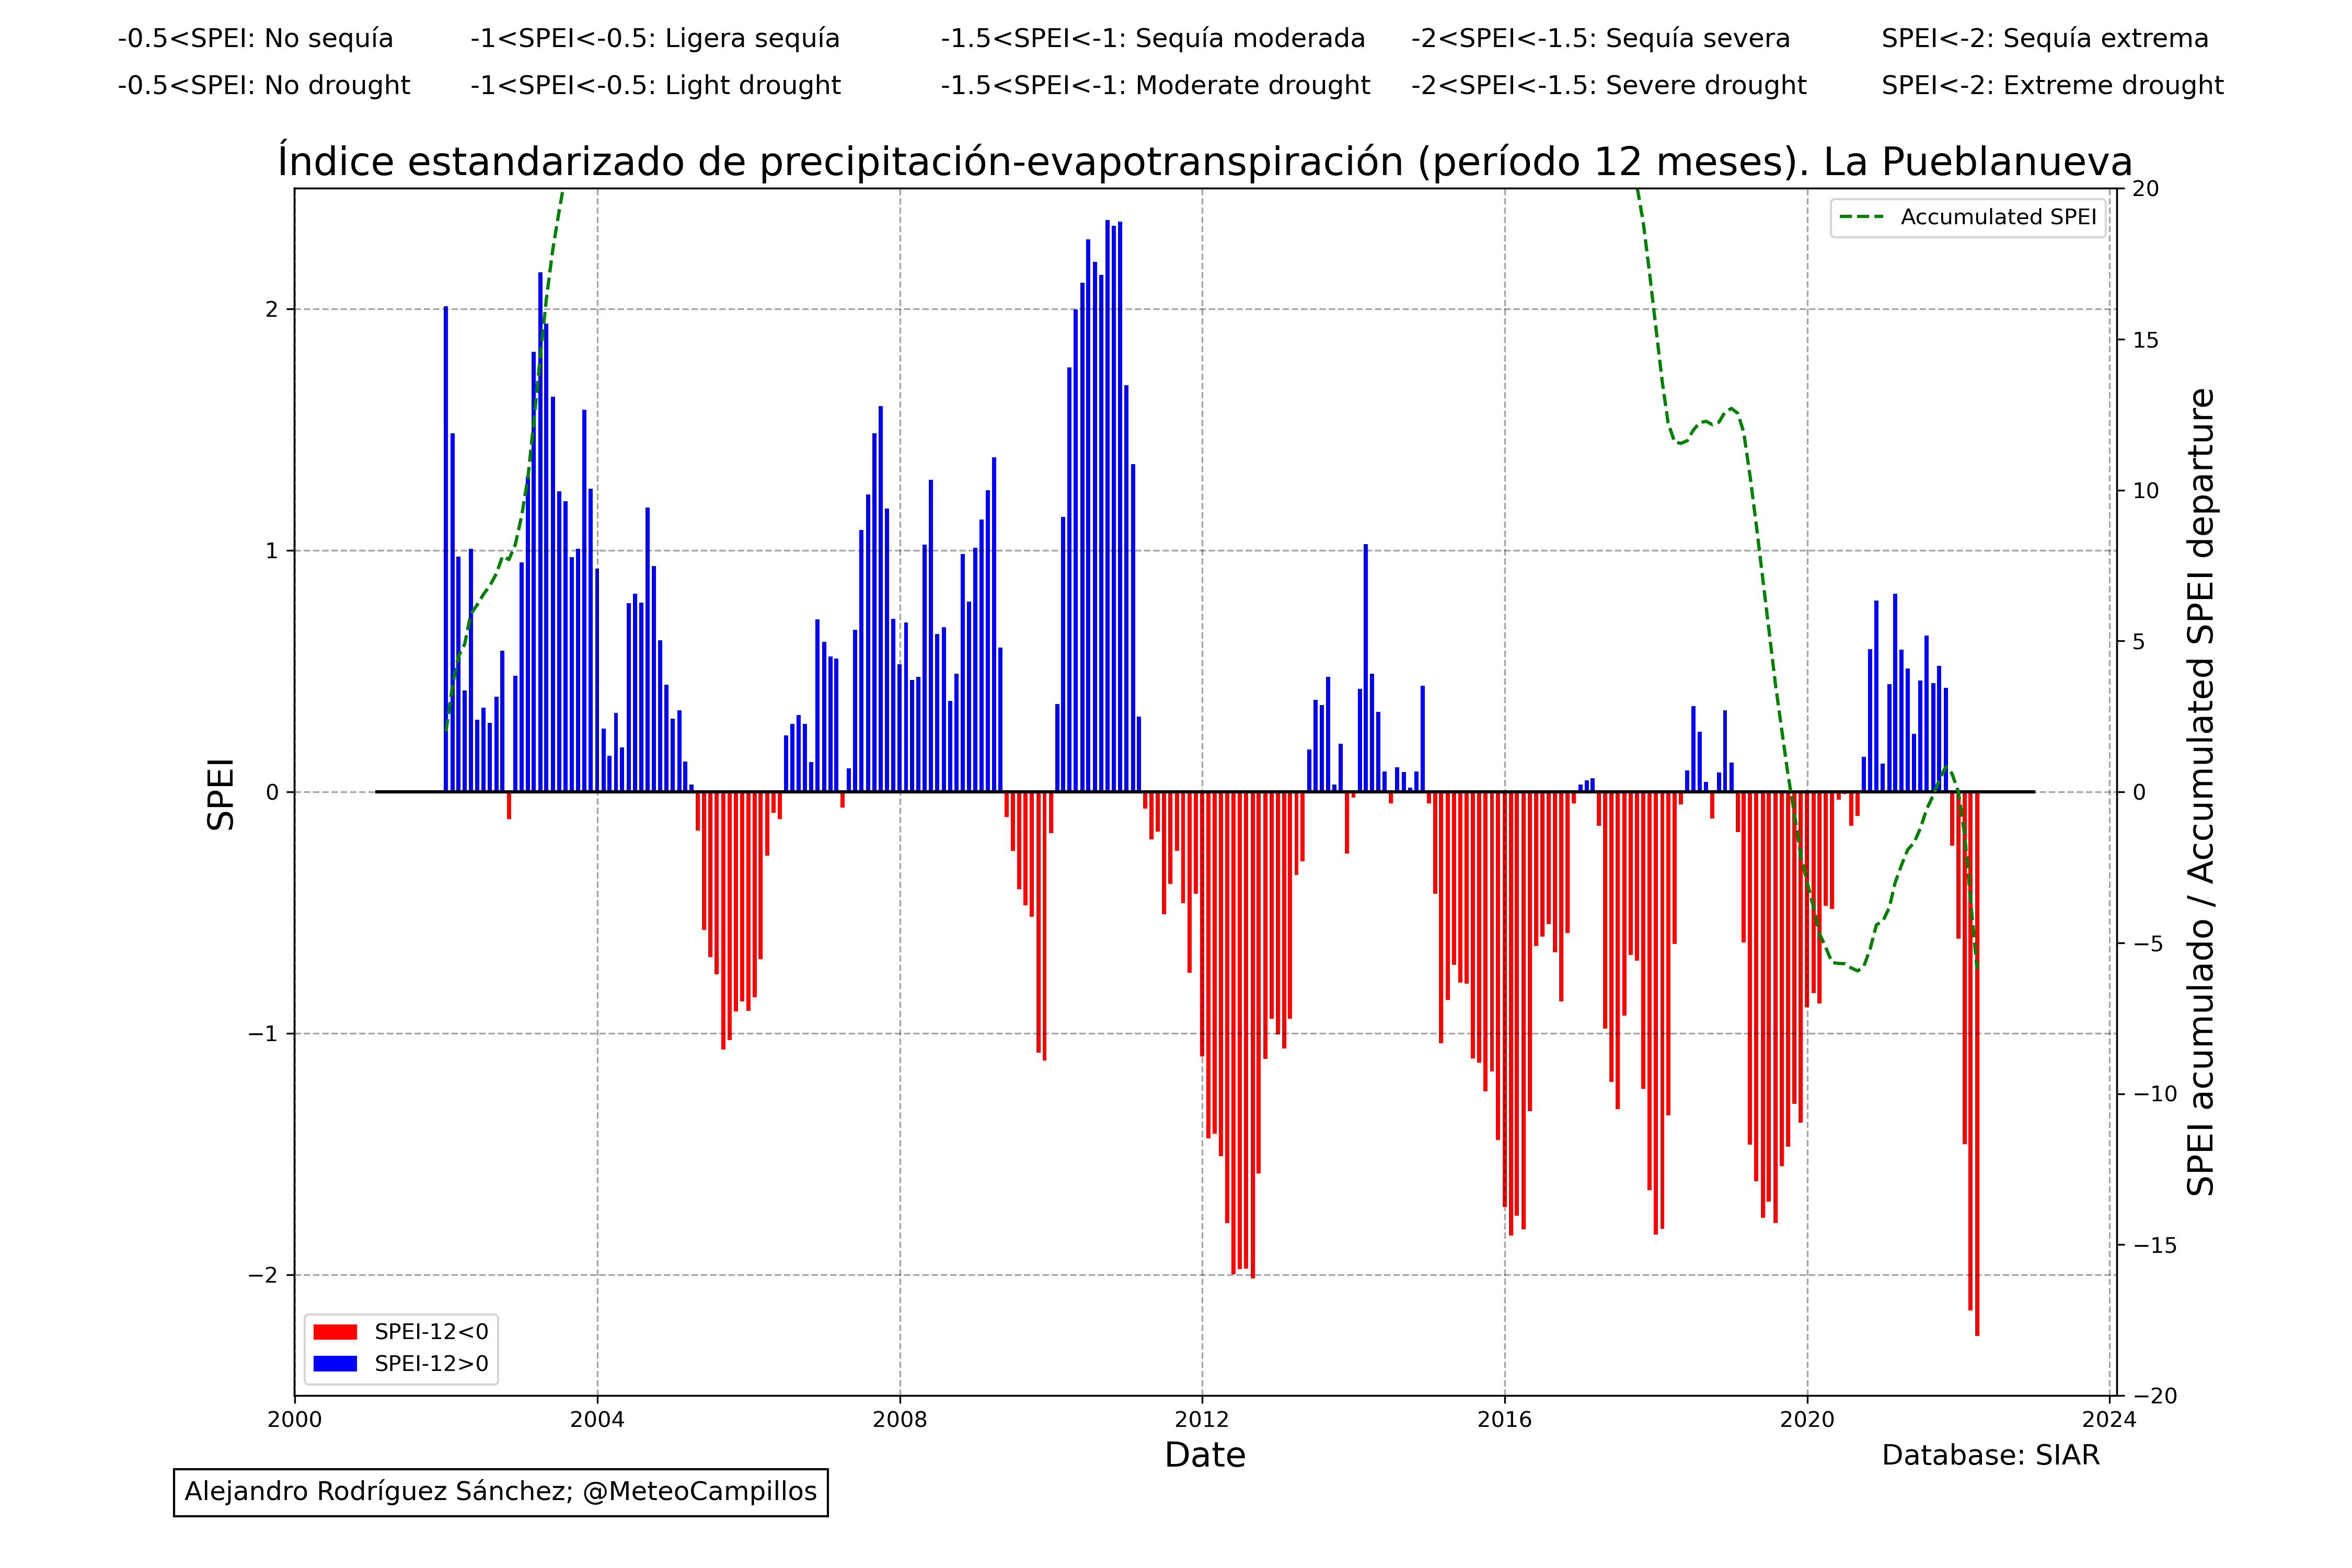 -0.5<SPEI: No sequía -1<SPEI<-0.5: Ligera sequía -1.5<SPEI<-1: Sequía moderada -2<SPEI<-1.5: Sequía severa SPEI<-2: Sequía extrema
-0.5<SPEI: No drought -1<SPEI<-0.5: Light drought -1.5<SPEI<-1: Moderate drought -2<SPEI<-1.5: Severe drought SPEI<-2: Extreme drought
Índice estandarizado de precipitación-evapotranspiración (período 12 meses). La Pueblanueva
Accumulated SPEI
SPEI
2
1
0
−1
−2
20
15
10
5
0
−5
−10
−15
−20
SPEI acumulado / Accumulated SPEI departure
SPEI-12<0
SPEI-12>0
2000 2004 2008 2012 2016 2020 2024
Date
Database: SIAR
Alejandro Rodríguez Sánchez; @MeteoCampillos